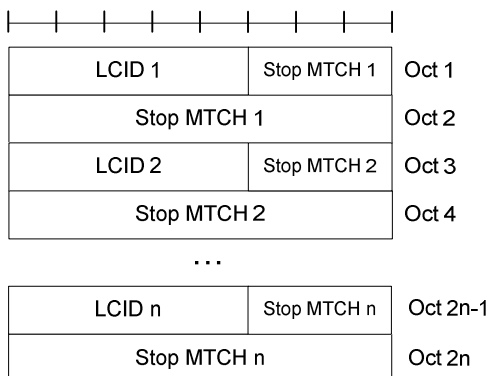 LCID 1 Stop MTCH 1 Oct 1
Stop MTCH 1 Oct 2
LCID 2 Stop MTCH 2 Oct 3
Stop MTCH 2 Oct 4
...
LCID n Stop MTCH n Oct 2n-1
Stop MTCH n Oct 2n